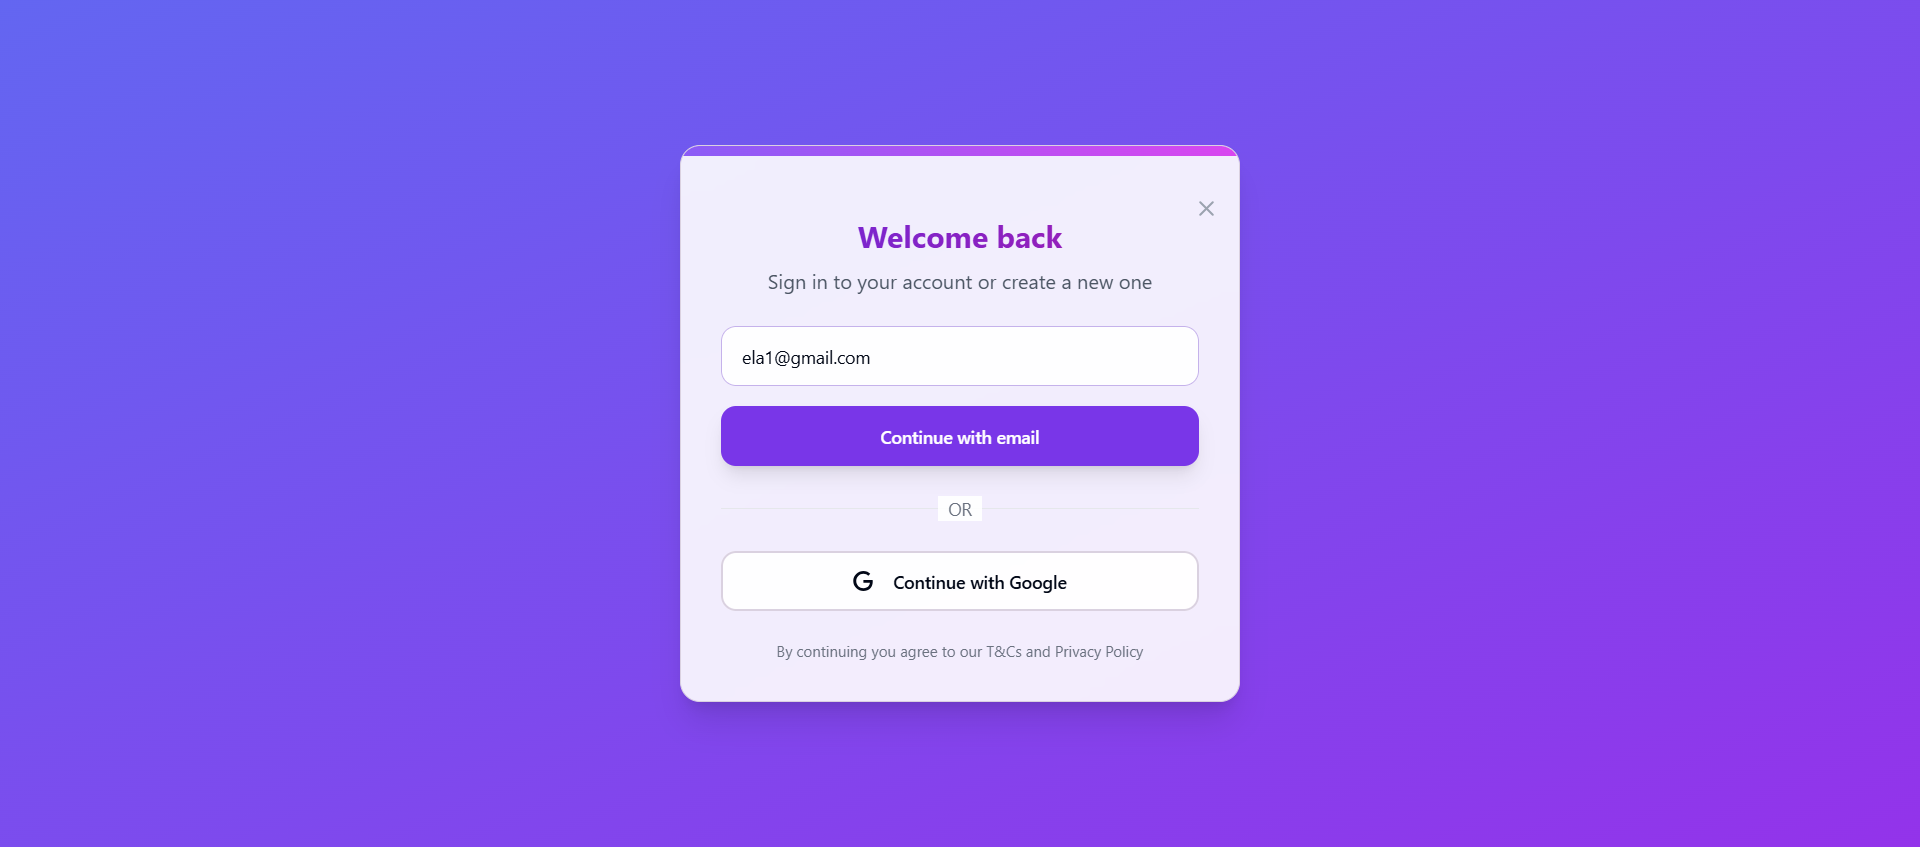 Welcome back
Sign in to your account or create a new one
ela1@gmail.com
Continue with email
OR
Continue with Google
By continuing you agree to our T&Cs and Privacy Policy